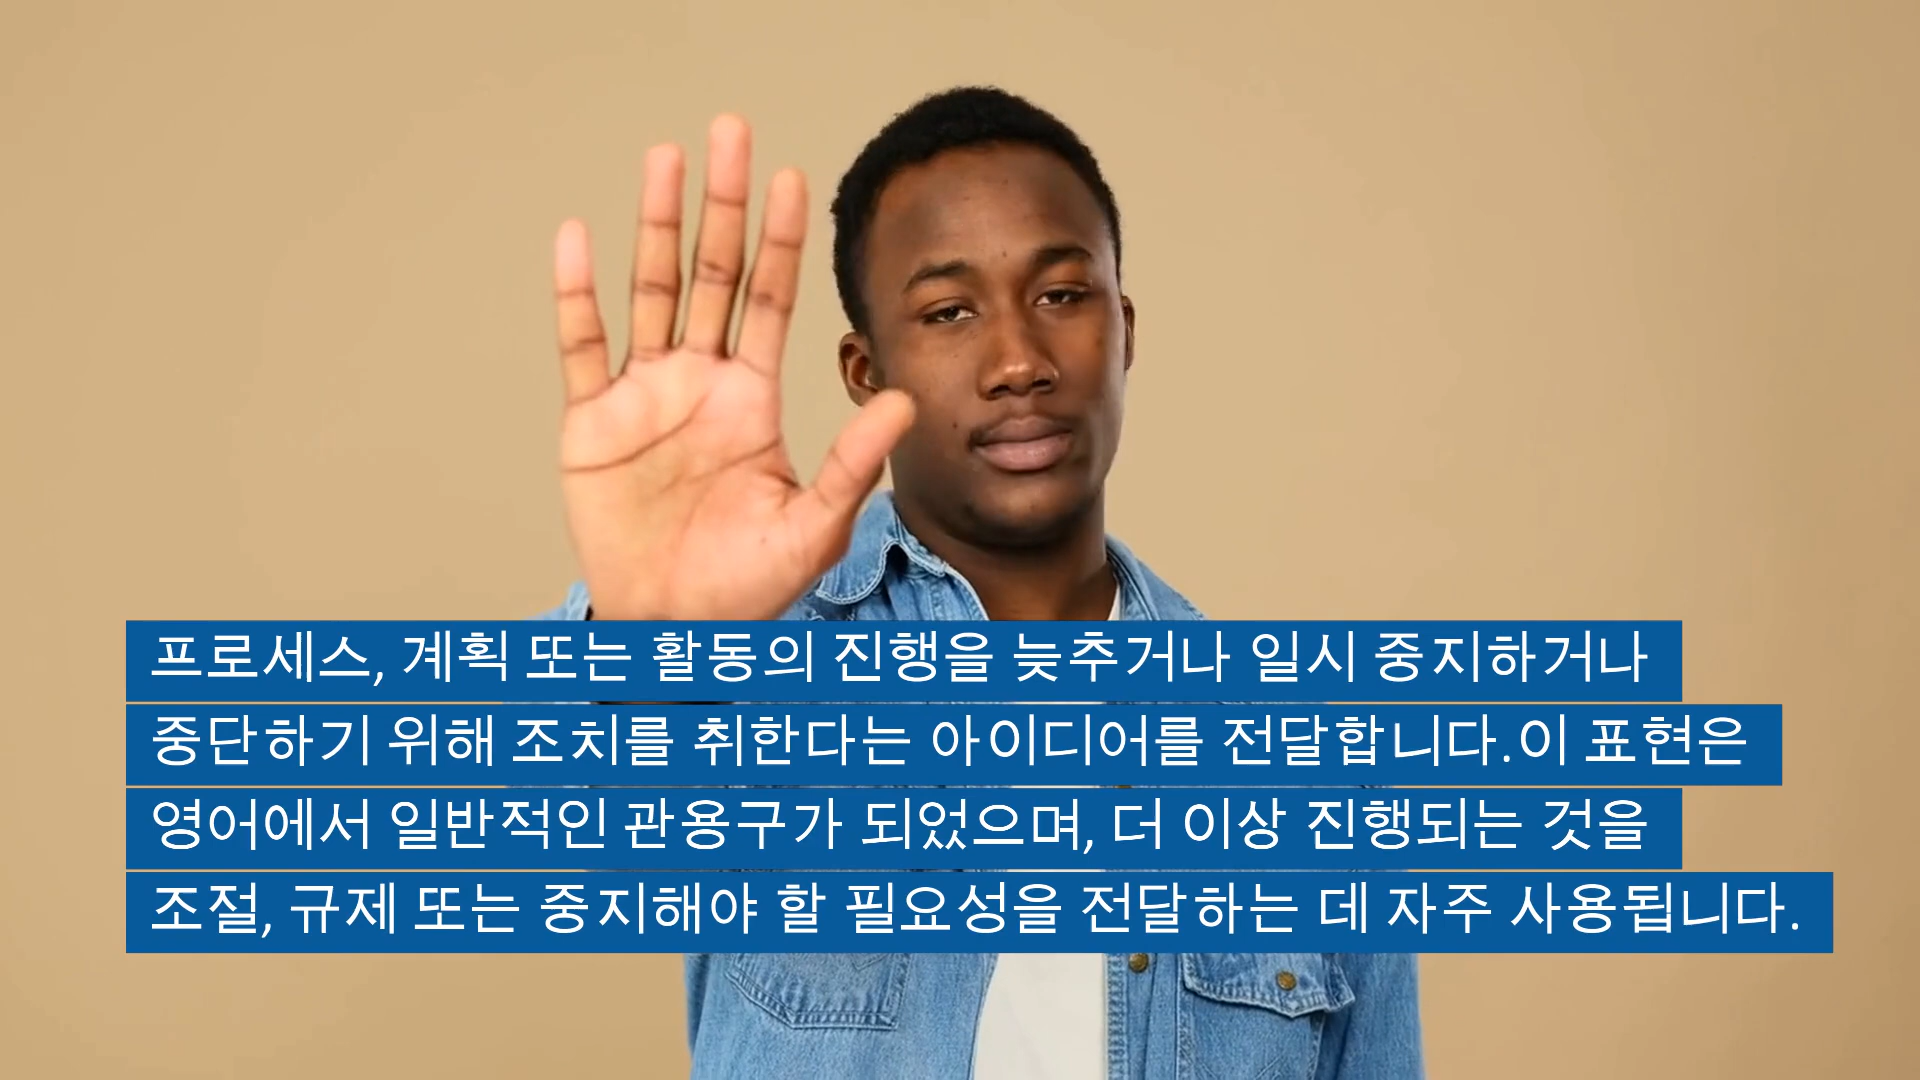 프로세스, 계획 또는 활동의 진행을 늦추거나 일시 중지하거나
중단하기 위해 조치를 취한다는 아이디어를 전달합니다.이 표현은
영어에서 일반적인 관용구가 되었으며, 더 이상 진행되는 것을
조절, 규제 또는 중지해야 할 필요성을 전달하는 데 자주 사용됩니다.